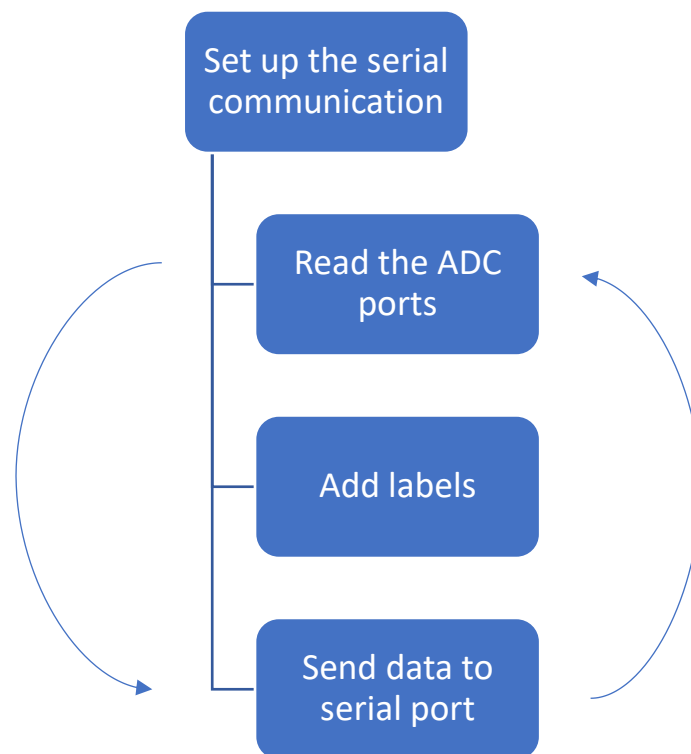 Set up the serial
communication
Read the ADC
ports
Add labels
Send data to
serial port